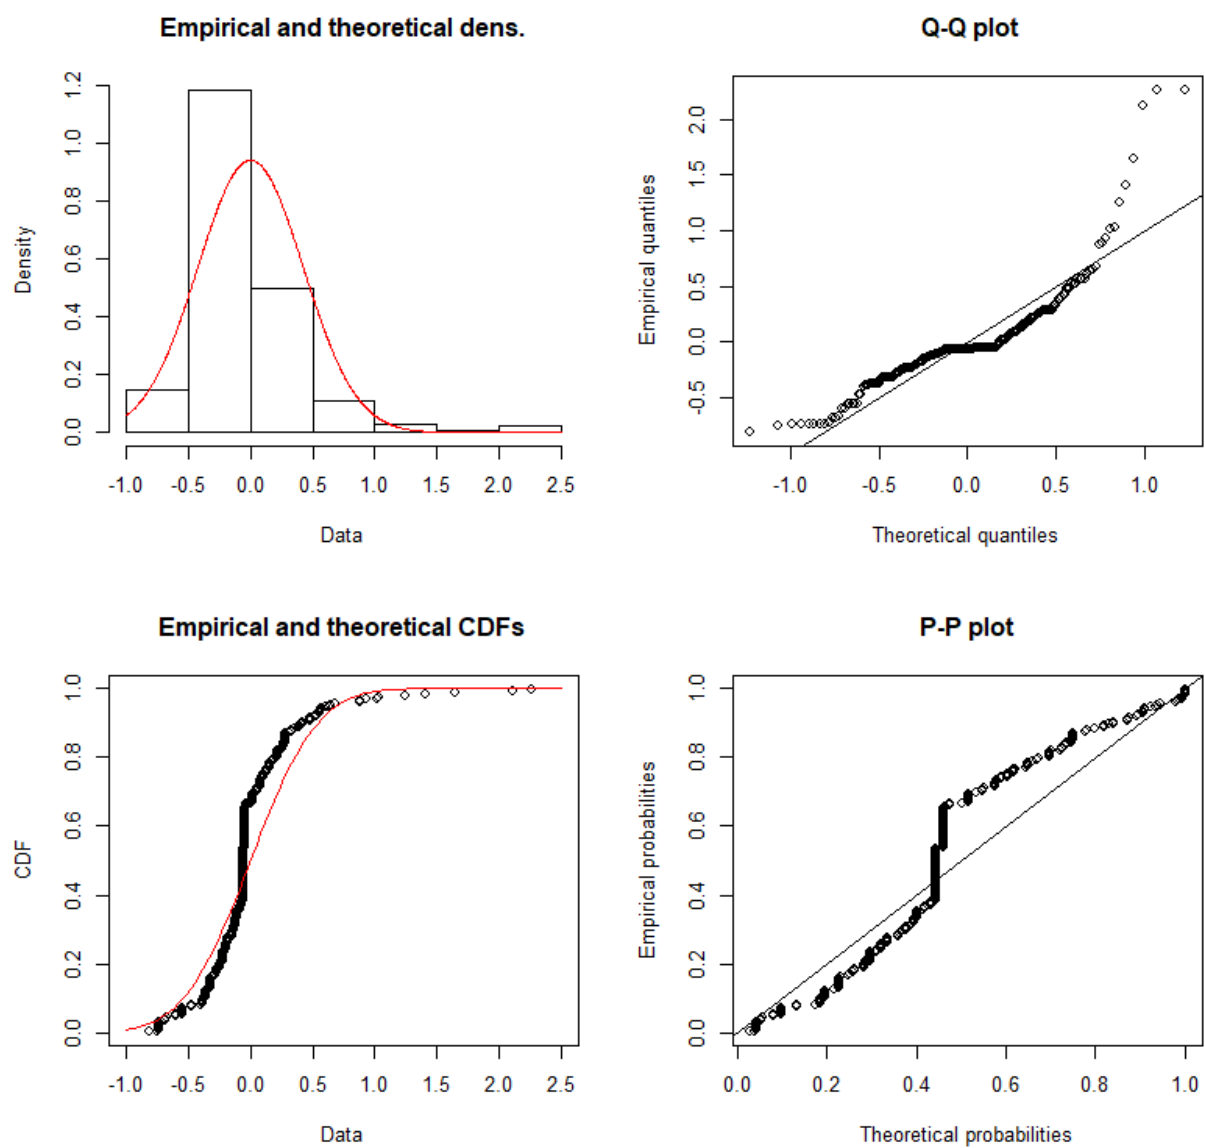 Empirical and theoretical dens.
Density
0.0 0.2 0.4 0.6 0.8 1.0 1.2
-1.0 -0.5 0.0 0.5 1.0 1.5 2.0 2.5
Data
Q-Q plot
Empirical quantiles
-0.5 0.0 0.5 1.0 1.5 2.0
-1.0 -0.5 0.0 0.5 1.0
Theoretical quantiles
Empirical and theoretical CDFs
CDF
0.0 0.2 0.4 0.6 0.8 1.0
-1.0 -0.5 0.0 0.5 1.0 1.5 2.0 2.5
Data
P-P plot
Empirical probabilities
0.0 0.2 0.4 0.6 0.8 1.0
0.0 0.2 0.4 0.6 0.8 1.0
Theoretical probabilities